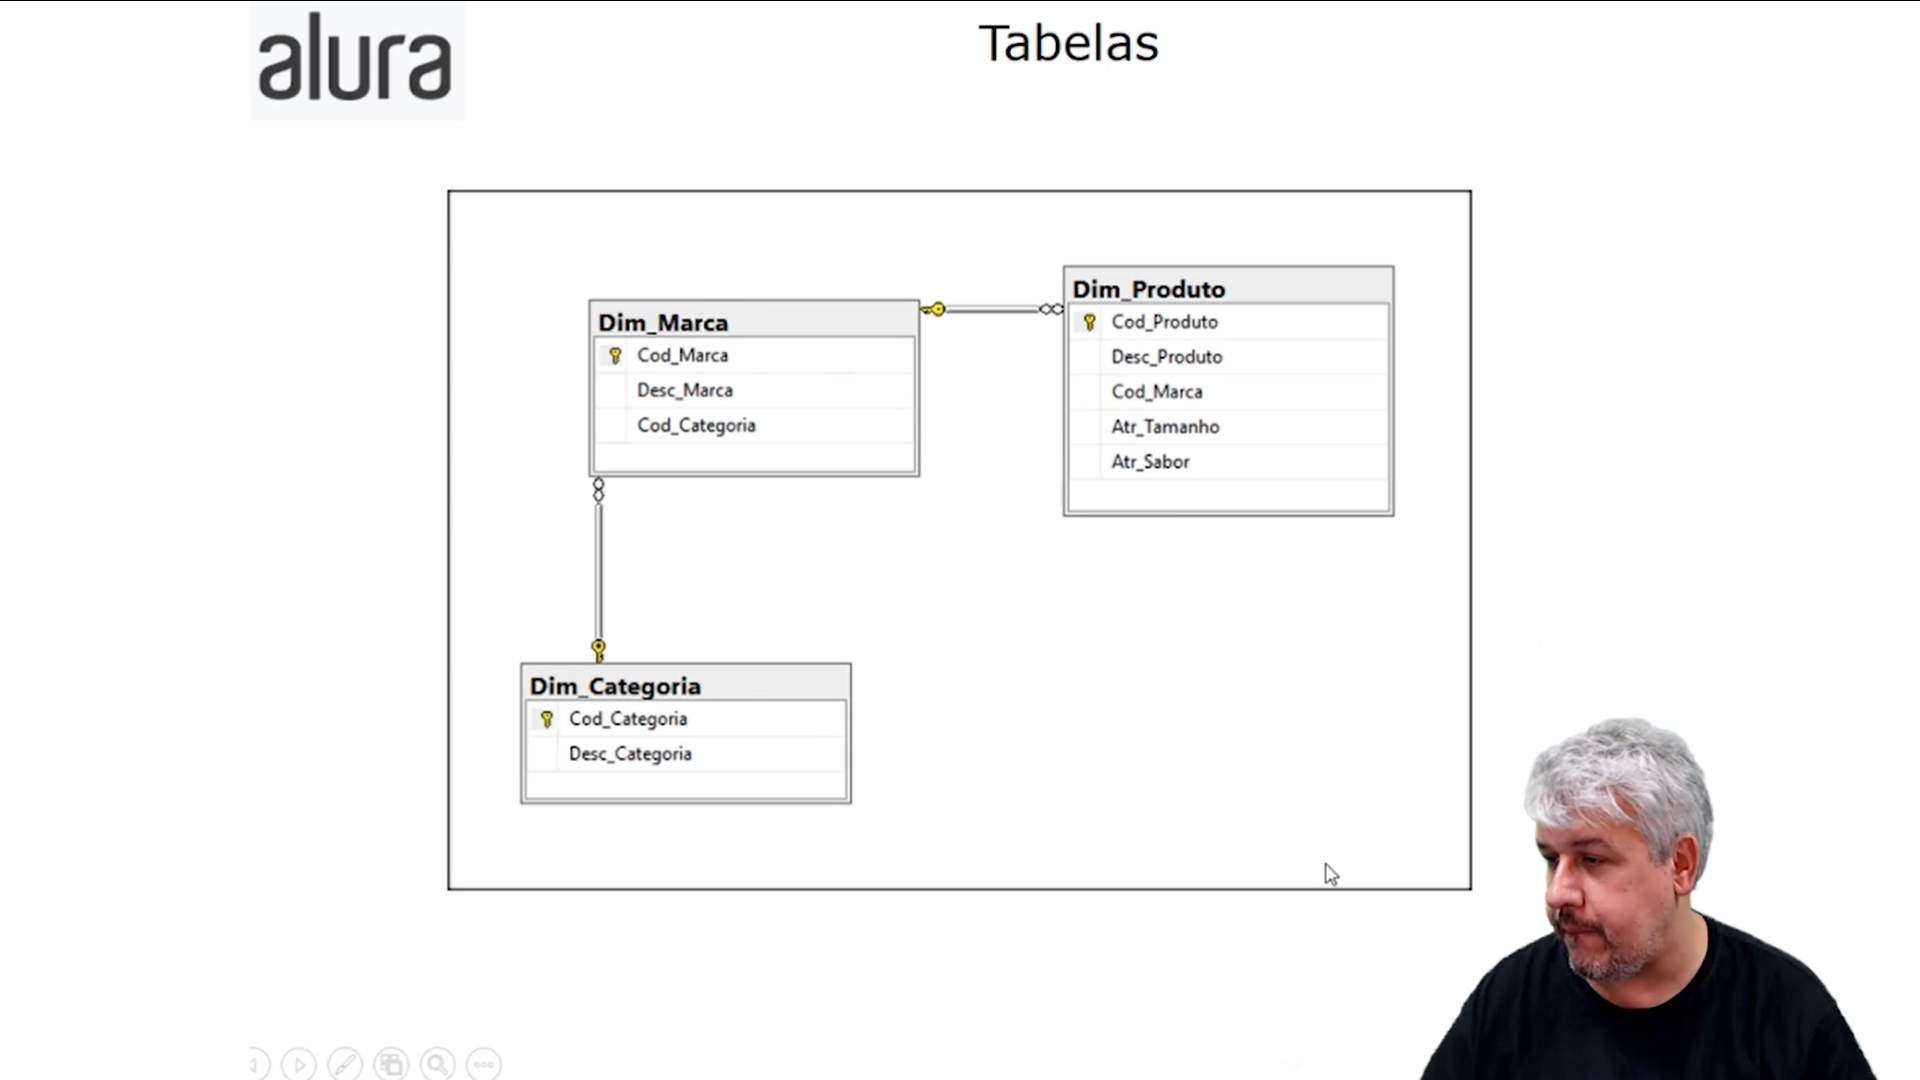 alura
Tabelas
Dim_Marca
Cod_Marca
Desc_Marca
Cod_Categoria
Dim_Produto
Cod_Produto
Desc_Produto
Cod_Marca
Atr_Tamanho
Atr_Sabor
Dim_Categoria
Cod_Categoria
Desc_Categoria